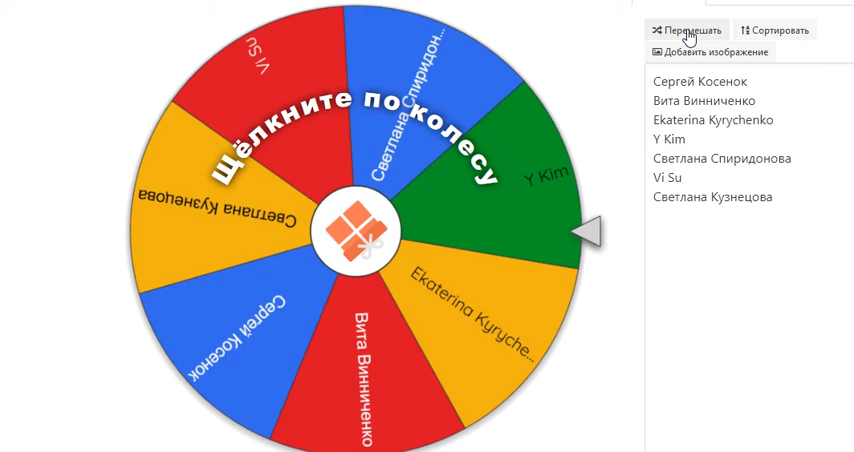 Vi Su
Светлана Спиридон...
Щёлкните по колесу
Y Kim
Светлана Кузнецова
Ekaterina Kyryche...
Сергей Косенок
Вита Винниченко
Перемешать
Сортировать
Добавить изображение
Сергей Косенок
Вита Винниченко
Ekaterina Kyrychenko
Y Kim
Светлана Спиридонова
Vi Su
Светлана Кузнецова